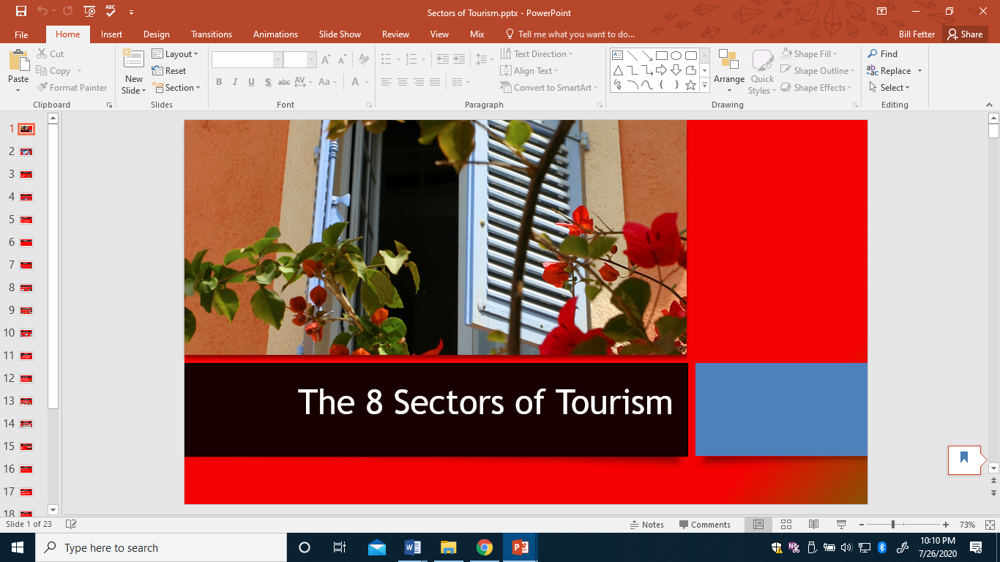 Sectors of Tourism.pptx - PowerPoint
File Home Insert Design Transitions Animations Slide Show Review View Mix Tell me what you want to do... Bill Fetter Share
Paste
Cut
Copy
Format Painter
Clipboard
New Slide
Layout
Reset
Section
Slides
B I U S abc AV Aa A
Font
Text Direction
Align Text
Convert to SmartArt
Paragraph
Arrange
Quick Styles
Shape Fill
Shape Outline
Shape Effects
Drawing
Find
Replace
Select
Editing
1
2
3
4
5
6
7
8
9
10
11
12
13
14
15
16
17
18
The 8 Sectors of Tourism
Slide 1 of 23 Notes Comments 73%
Type here to search
10:10 PM
7/26/2020